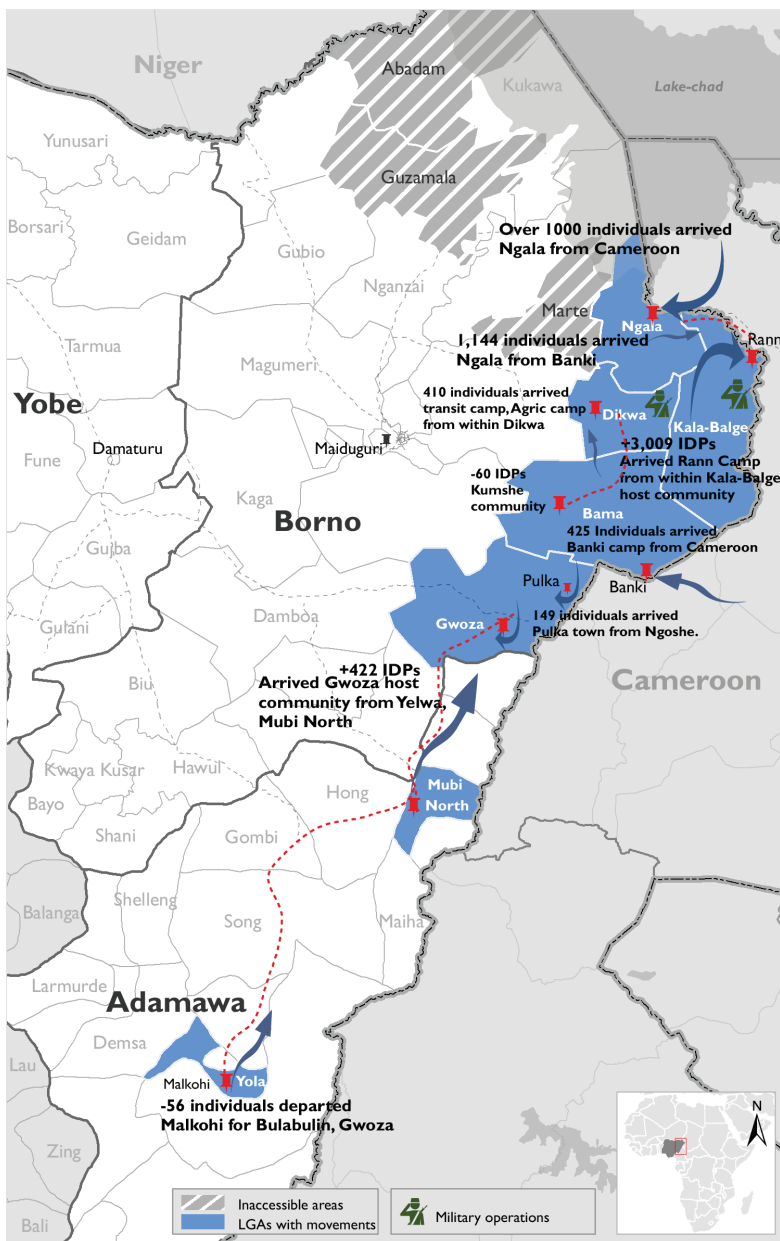 Niger
Abadam
Kukawa
Lake-chad
Yunusari
Guzamala
Borsari
Geidam
Gubio
Over 1000 individuals arrived
Ngala from Cameroon
Nganzai
Marte
Ngala
Tarmua
Magumeri
1,144 individuals arrived
Ngala from Banki
Rann
Yobe
410 individuals arrived
transit camp, Agric camp
from within Dikwa
Dikwa
Kala-Balge
Damaturu
Maiduguri
Fune
+3,009 IDPs
Arrived Rann Camp
from within Kala-Balge
host community
-60 IDPs
Kumshe
community
Kaga
Borno
Bama
425 Individuals arrived
Banki camp from Cameroon
Gujba
Pulka
Banki
Gulani
Damboa
Gwoza
149 individuals arrived
Pulka town from Ngoshe.
+422 IDPs
Arrived Gwoza host
community from Yelwa,
Mubi North
Cameroon
Biu
Kwaya Kusar
Hawul
Bayo
Hong
Mubi
North
Shani
Gombi
Shelleng
Balanga
Song
Maiha
Larmurde
Adamawa
Demsa
Lau
Malkohi
Yola
-56 individuals departed
Malkohi for Bulabulin, Gwoza
N
Zing
Bali
Inaccessible areas
LGAs with movements
Military operations